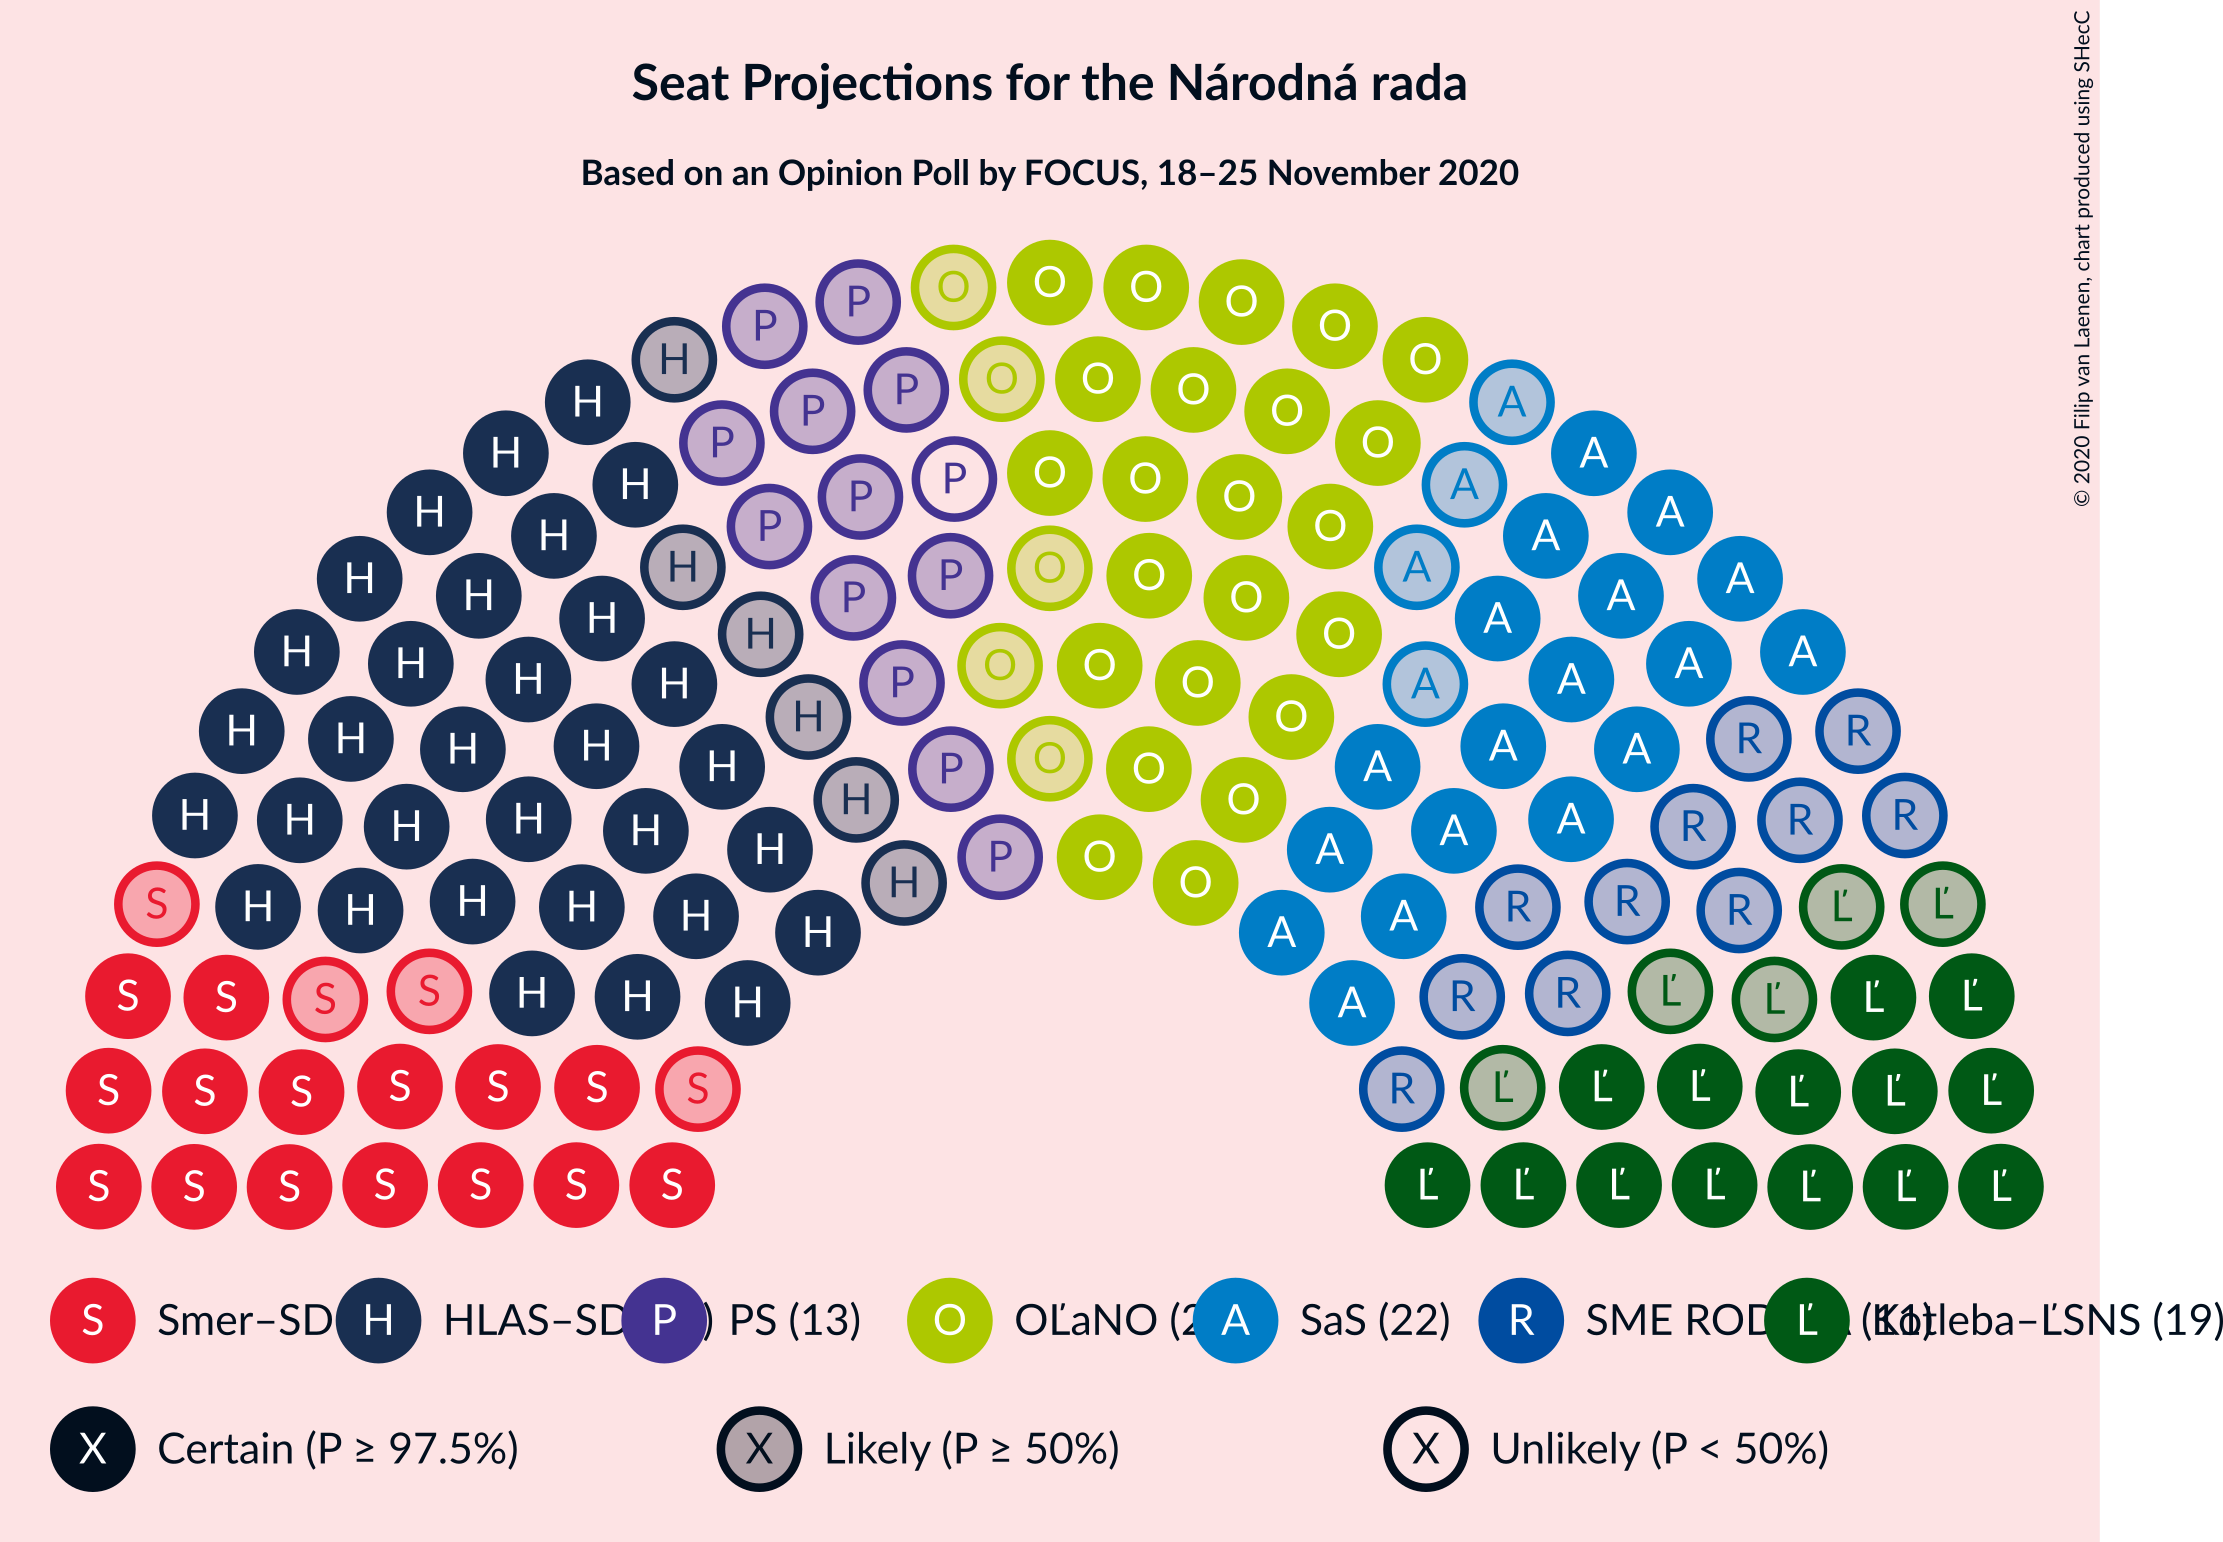 Seat Projections for the Národná rada
Based on an Opinion Poll by FOCUS, 18–25 November 2020
© 2020 Filip van Laenen, chart produced using SHecC
O O O O O O
P P O O O O O
H P P P O O O O O A
H H P P P O O O O A A
H H H P P O O O O A A A
H H H H P O O O A A A A
H H H H P O O O A A A A
H H H H H P O O A A A A R R
H H H H H H A A A R R R
S H H H H H H A A R R R Ľ Ľ
S S S S H H H A R R Ľ Ľ Ľ Ľ
S S S S S S S R Ľ Ľ Ľ Ľ Ľ Ľ
S S S S S S S Ľ Ľ Ľ Ľ Ľ Ľ Ľ
S Smer–SD H HLAS–SD P ) PS (13) O OĽaNO (2 A SaS (22) R SME ROD Ľ (11) Kotleba–ĽSNS (19)
X Certain (P ≥ 97.5%) X Likely (P ≥ 50%) X Unlikely (P < 50%)